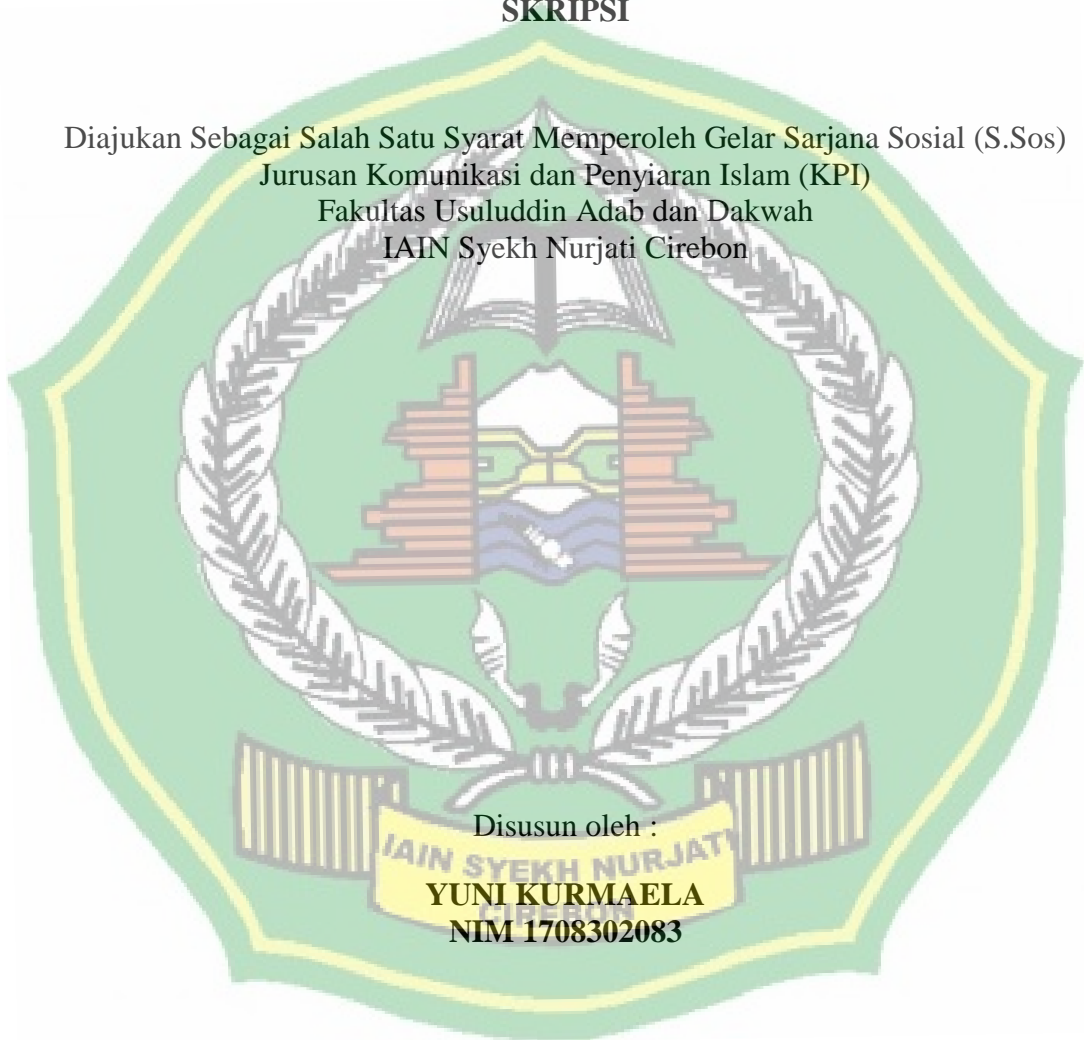 SKRIPSI
Diajukan Sebagai Salah Satu Syarat Memperoleh Gelar Sarjana Sosial (S.Sos)
Jurusan Komunikasi dan Penyiaran Islam (KPI)
Fakultas Usuluddin Adab dan Dakwah
IAIN Syekh Nurjati Cirebon
Disusun oleh :
IAIN SYEKH NURJATI
YUNI KURMAELA
CIREBON
NIM 1708302083